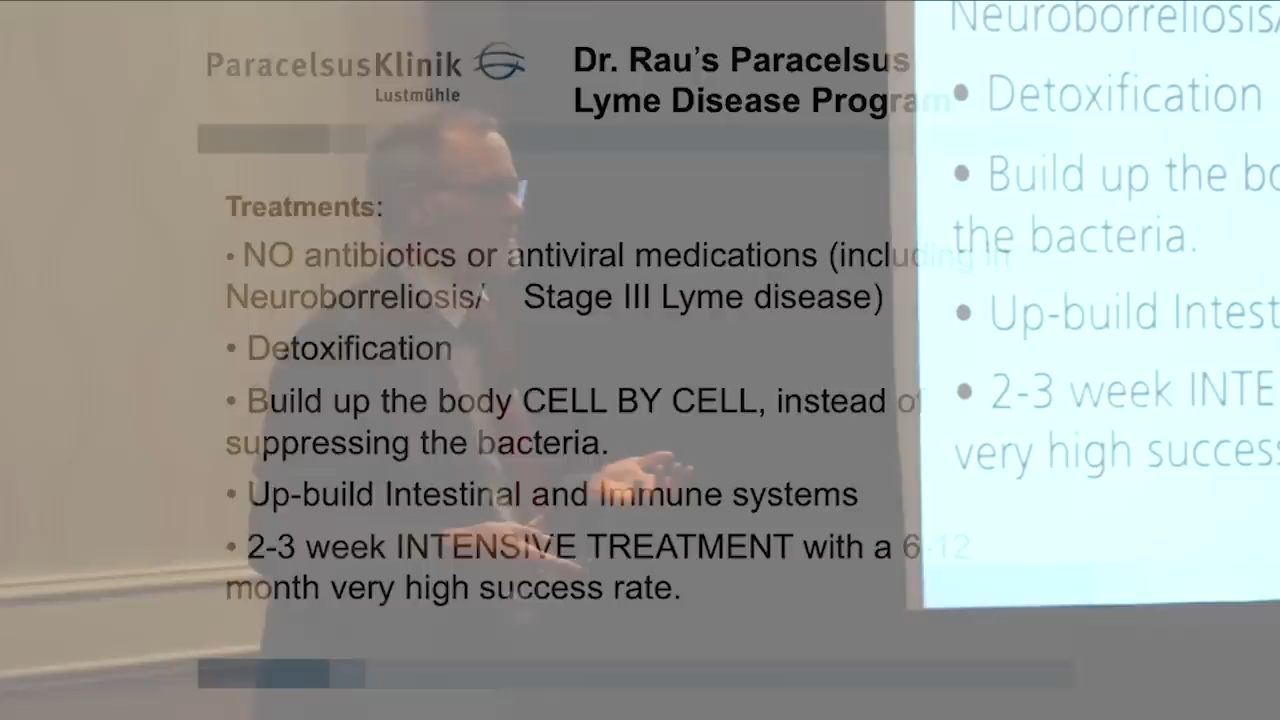 ParacelsusKlinik
Lustmühle
Dr. Rau's Paracelsus
Lyme Disease Program
Treatments:
• NO antibiotics or antiviral medications (including in
Neuroborreliosis/ Stage III Lyme disease)
• Detoxification
• Build up the body CELL BY CELL, instead of
suppressing the bacteria.
• Up-build Intestinal and Immune systems
• 2-3 week INTENSIVE TREATMENT with a 6-12
month very high success rate.
Neuroborreliosis/
• Detoxification
• Build up the bo
the bacteria.
• Up-build Intest
• 2-3 week INTE
very high success